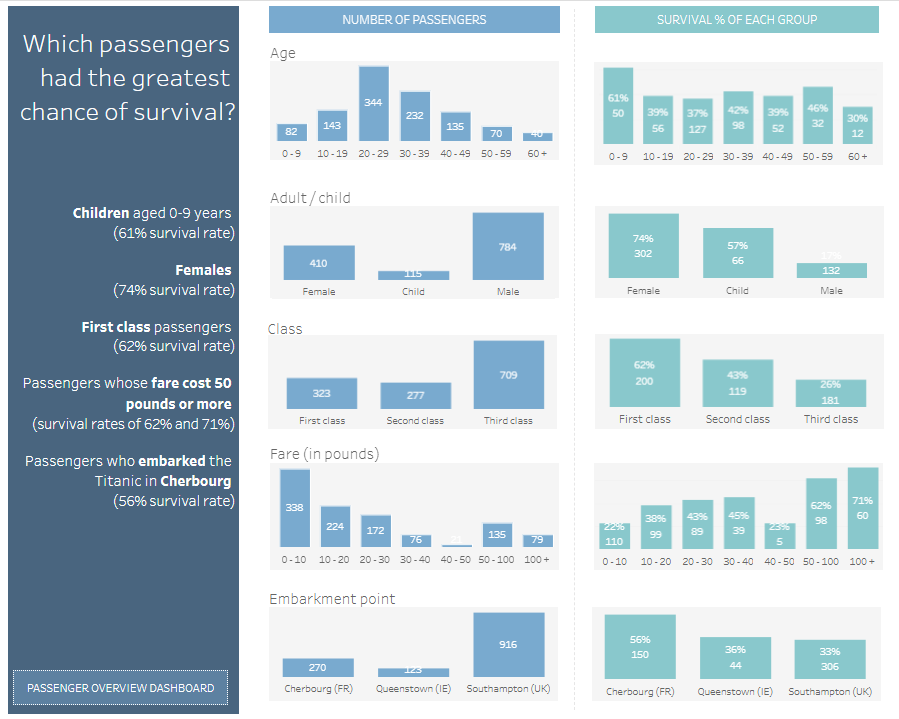 Which passengers
had the greatest
chance of survival?
Children aged 0-9 years
(61% survival rate)
Females
(74% survival rate)
First class passengers
(62% survival rate)
Passengers whose fare cost 50
pounds or more
(survival rates of 62% and 71%)
Passengers who embarked the
Titanic in Cherbourg
(56% survival rate)
PASSENGER OVERVIEW DASHBOARD
NUMBER OF PASSENGERS
SURVIVAL % OF EACH GROUP
Age
82 143 344 232 135 70 40
0 - 9 10 - 19 20 - 29 30 - 39 40 - 49 50 - 59 60 +
61% 39% 37% 42% 39% 46% 30%
50 56 127 98 52 32 12
0 - 9 10 - 19 20 - 29 30 - 39 40 - 49 50 - 59 60 +
Adult / child
410 115 784
Female Child Male
74% 57%
302 66 132
Female Child Male
Class
323 277 709
First class Second class Third class
62% 43% 26%
200 119 181
First class Second class Third class
Fare (in pounds)
338 224 172 76 135 79
0 - 10 10 - 20 20 - 30 30 - 40 40 - 50 50 - 100 100 +
22% 38% 43% 45% 23% 62% 71%
110 99 89 39 5 98 60
0 - 10 10 - 20 20 - 30 30 - 40 40 - 50 50 - 100 100 +
Embarkment point
270 123 916
Cherbourg (FR) Queenstown (IE) Southampton (UK)
56% 36% 33%
150 44 306
Cherbourg (FR) Queenstown (IE) Southampton (UK)